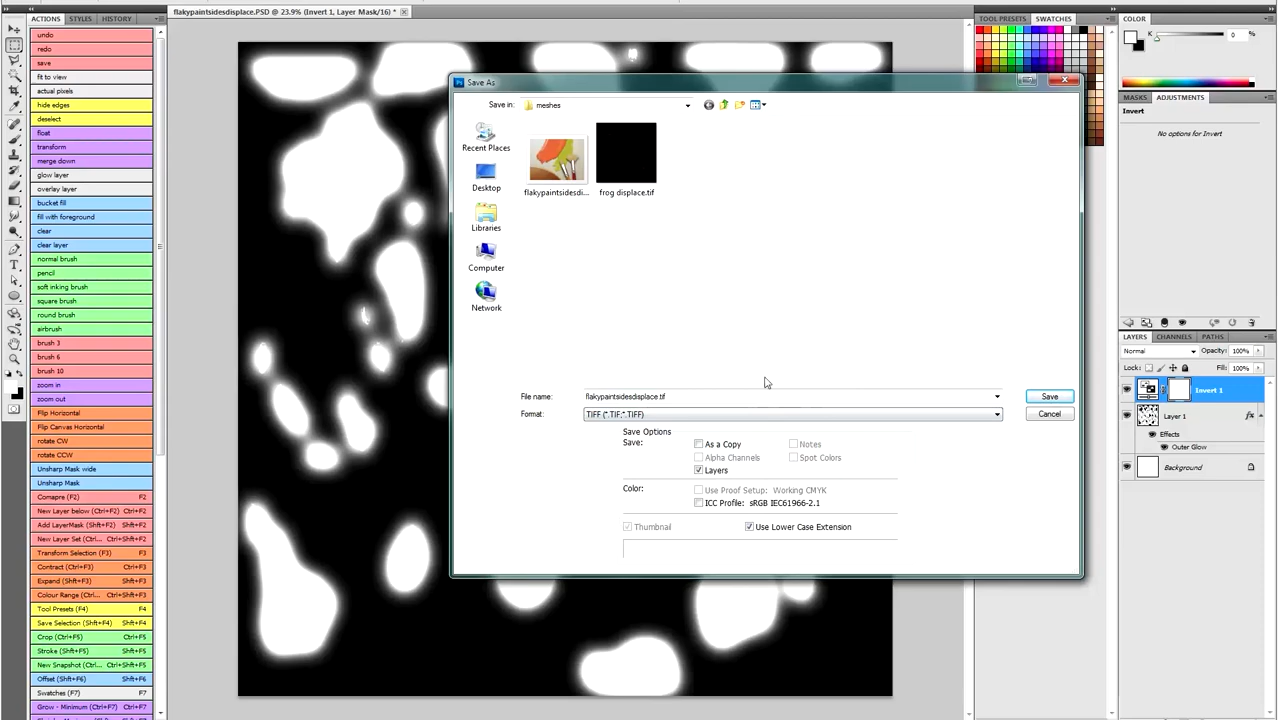 flakypaintsidesdisplace.PSD @ 23.9% (Invert 1, Layer Mask/16) *
ACTIONS STYLES HISTORY
undo
redo
save
fit to view
actual pixels
hide edges
deselect
float
transform
merge down
glow layer
overlay layer
bucket fill
fill with foreground
clear
clear layer
normal brush
pencil
soft inking brush
square brush
round brush
airbrush
brush 3
brush 6
brush 10
zoom in
zoom out
Flip Horizontal
Flip Canvas Horizontal
rotate CW
rotate CCW
Unsharp Mask wide
Unsharp Mask
Comapre (F2) F2
New Layer below (Ctrl+F2) Ctrl+F2
Add LayerMask (Shft+F2) Shft+F2
New Layer Set (Ctrl... Ctrl+Shft+F2
Transform Selection (F3) F3
Contract (Ctrl+F3) Ctrl+F3
Expand (Shft+F3) Shft+F3
Colour Range (Ctrl... Ctrl+Shft+F3
Tool Presets (F4) F4
Save Selection (Shft+F4) Shft+F4
Crop (Ctrl+F5) Ctrl+F5
Stroke (Shft+F5) Shft+F5
New Snapshot (Ctrl... Ctrl+Shft+F5
Offset (Shft+F6) Shft+F6
Swatches (F7) F7
Grow - Minimum (Ctrl+F7) Ctrl+F7
Save As
Save in: meshes
Recent Places
Desktop
Libraries
Computer
Network
flakypaintsidesdi... frog displace.tif
File name: flakypaintsidesdisplace.tif Save
Format: TIFF (*.TIF;*.TIFF) Cancel
Save Options
Save: As a Copy Notes
Alpha Channels Spot Colors
Layers
Color: Use Proof Setup: Working CMYK
ICC Profile: sRGB IEC61966-2.1
Thumbnail Use Lower Case Extension
TOOL PRESETS SWATCHES
COLOR
K 0 %
MASKS ADJUSTMENTS
Invert
No options for Invert
LAYERS CHANNELS PATHS
Normal Opacity: 100%
Lock: Fill: 100%
Invert 1
Layer 1 fx
Effects
Outer Glow
Background